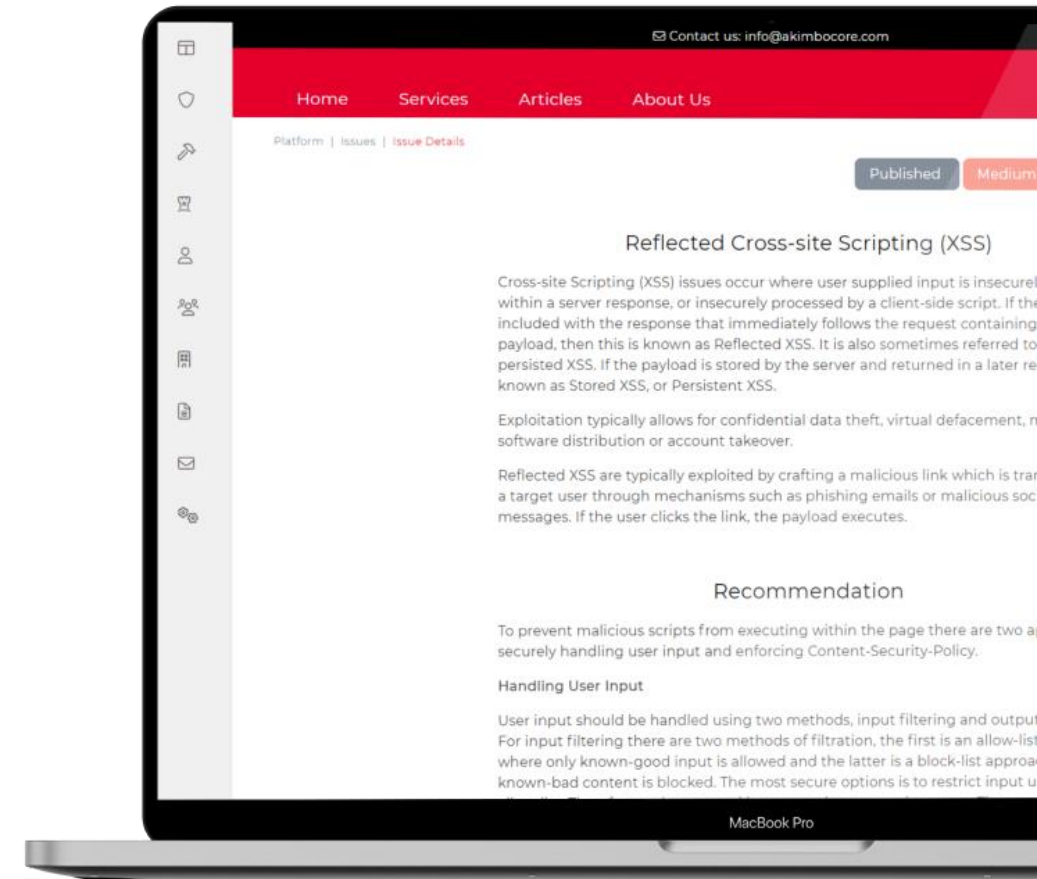 Contact us: info@akimbocore.com
Home Services Articles About Us
Platform | Issues | Issue Details
Published Medium
Reflected Cross-site Scripting (XSS)
Cross-site Scripting (XSS) issues occur where user supplied input is insecurel
within a server response, or insecurely processed by a client-side script. If the
included with the response that immediately follows the request containing
payload, then this is known as Reflected XSS. It is also sometimes referred to
persisted XSS. If the payload is stored by the server and returned in a later re
known as Stored XSS, or Persistent XSS.
Exploitation typically allows for confidential data theft, virtual defacement, m
software distribution or account takeover.
Reflected XSS are typically exploited by crafting a malicious link which is tran
a target user through mechanisms such as phishing emails or malicious soc
messages. If the user clicks the link, the payload executes.
Recommendation
To prevent malicious scripts from executing within the page there are two ap
securely handling user input and enforcing Content-Security-Policy.
Handling User Input
User input should be handled using two methods, input filtering and output
For input filtering there are two methods of filtration, the first is an allow-list
where only known-good input is allowed and the latter is a block-list approac
known-bad content is blocked. The most secure options is to restrict input u
MacBook Pro